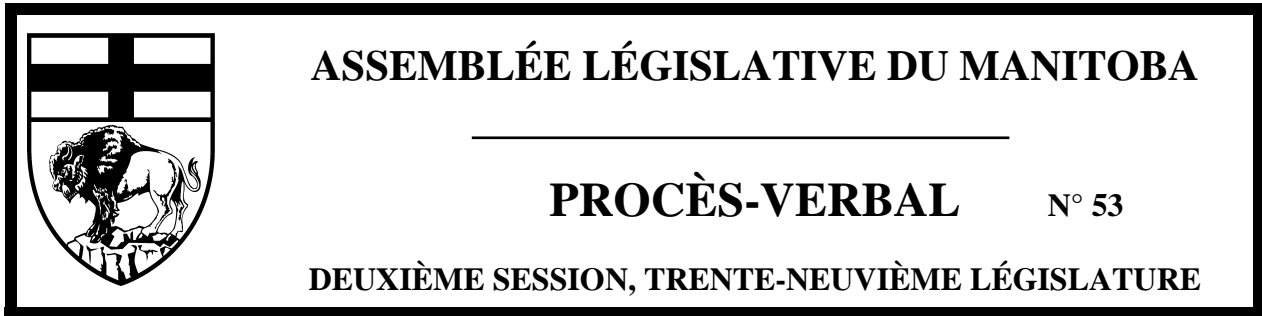 ASSEMBLÉE LÉGISLATIVE DU MANITOBA
PROCÈS-VERBAL N° 53
DEUXIÈME SESSION, TRENTE-NEUVIÈME LÉGISLATURE